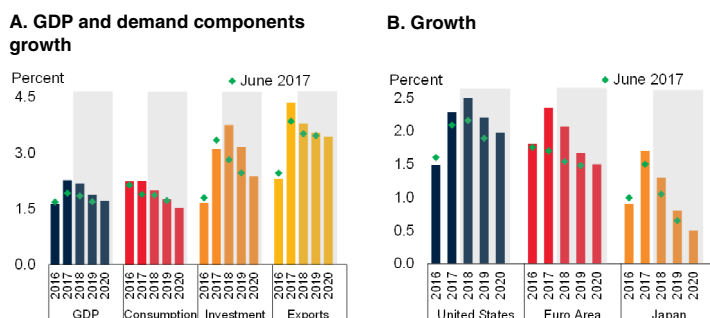 A. GDP and demand components
growth
Percent
June 2017
4.5
3.0
1.5
0.0
2016 2017 2018 2019 2020 2016 2017 2018 2019 2020 2016 2017 2018 2019 2020 2016 2017 2018 2019 2020
GDP Consumption Investment Exports
B. Growth
Percent
June 2017
2.5
2.0
1.5
1.0
0.5
0.0
2016 2017 2018 2019 2020 2016 2017 2018 2019 2020 2016 2017 2018 2019 2020
United States Euro Area Japan